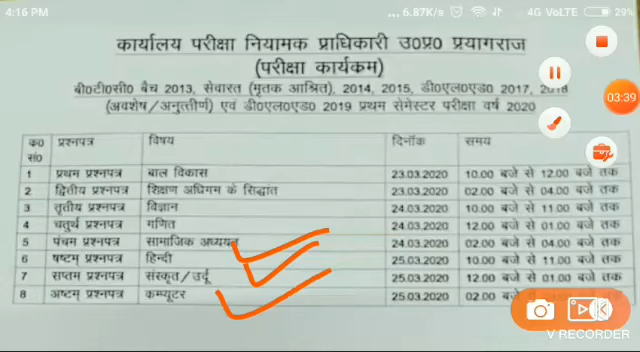 4:16 PM ... 6.87K/s 4G VoLTE 29%
कार्यालय परीक्षा नियामक प्राधिकारी उ0प्र0 प्रयागराज
(परीक्षा कार्यकम)
बी0टी0सी0 बैच 2013, सेवारत (मृतक आश्रित), 2014, 2015, डी0एल0एड0 2017, 2018
03:39
(अवशेष/अनुत्तीर्ण) एवं डी0एल0एड0 2019 प्रथम सेमेस्टर परीक्षा वर्ष 2020
क0 सं0 प्रश्नपत्र विषय दिनॉक समय
1 प्रथम प्रश्नपत्र बाल विकास 23.03.2020 10.00 बजे से 12.00 बजे तक
2 द्वितीय प्रश्नपत्र शिक्षण अधिगम के सिद्धांत 23.03.2020 02.00 बजे से 04.00 बजे तक
3 तृतीय प्रश्नपत्र विज्ञान 24.03.2020 10.00 बजे से 11.00 बजे तक
4 चतुर्थ प्रश्नपत्र गणित 24.03.2020 12.00 बजे से 01.00 बजे तक
5 पंचम प्रश्नपत्र सामाजिक अध्ययन 24.03.2020 02.00 बजे से 04.00 बजे तक
6 षष्टम प्रश्नपत्र हिन्दी 25.03.2020 10.00 बजे से 11.00 बजे तक
7 सप्तम प्रश्नपत्र संस्कृत/उर्दू 25.03.2020 12.00 बजे से 01.00 बजे तक
8 अष्टम प्रश्नपत्र कम्प्यूटर 25.03.2020 02.00 बजे
V RECORDER